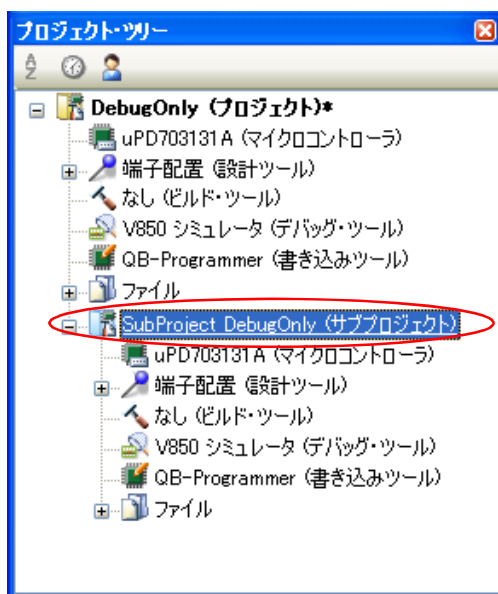 プロジェクト・ツリー
DebugOnly (プロジェクト)*
uPD703131A (マイクロコントローラ)
端子配置 (設計ツール)
なし (ビルド・ツール)
V850 シミュレータ (デバッグ・ツール)
QB-Programmer (書き込みツール)
ファイル
SubProject_DebugOnly (サブプロジェクト)
uPD703131A (マイクロコントローラ)
端子配置 (設計ツール)
なし (ビルド・ツール)
V850 シミュレータ (デバッグ・ツール)
QB-Programmer (書き込みツール)
ファイル